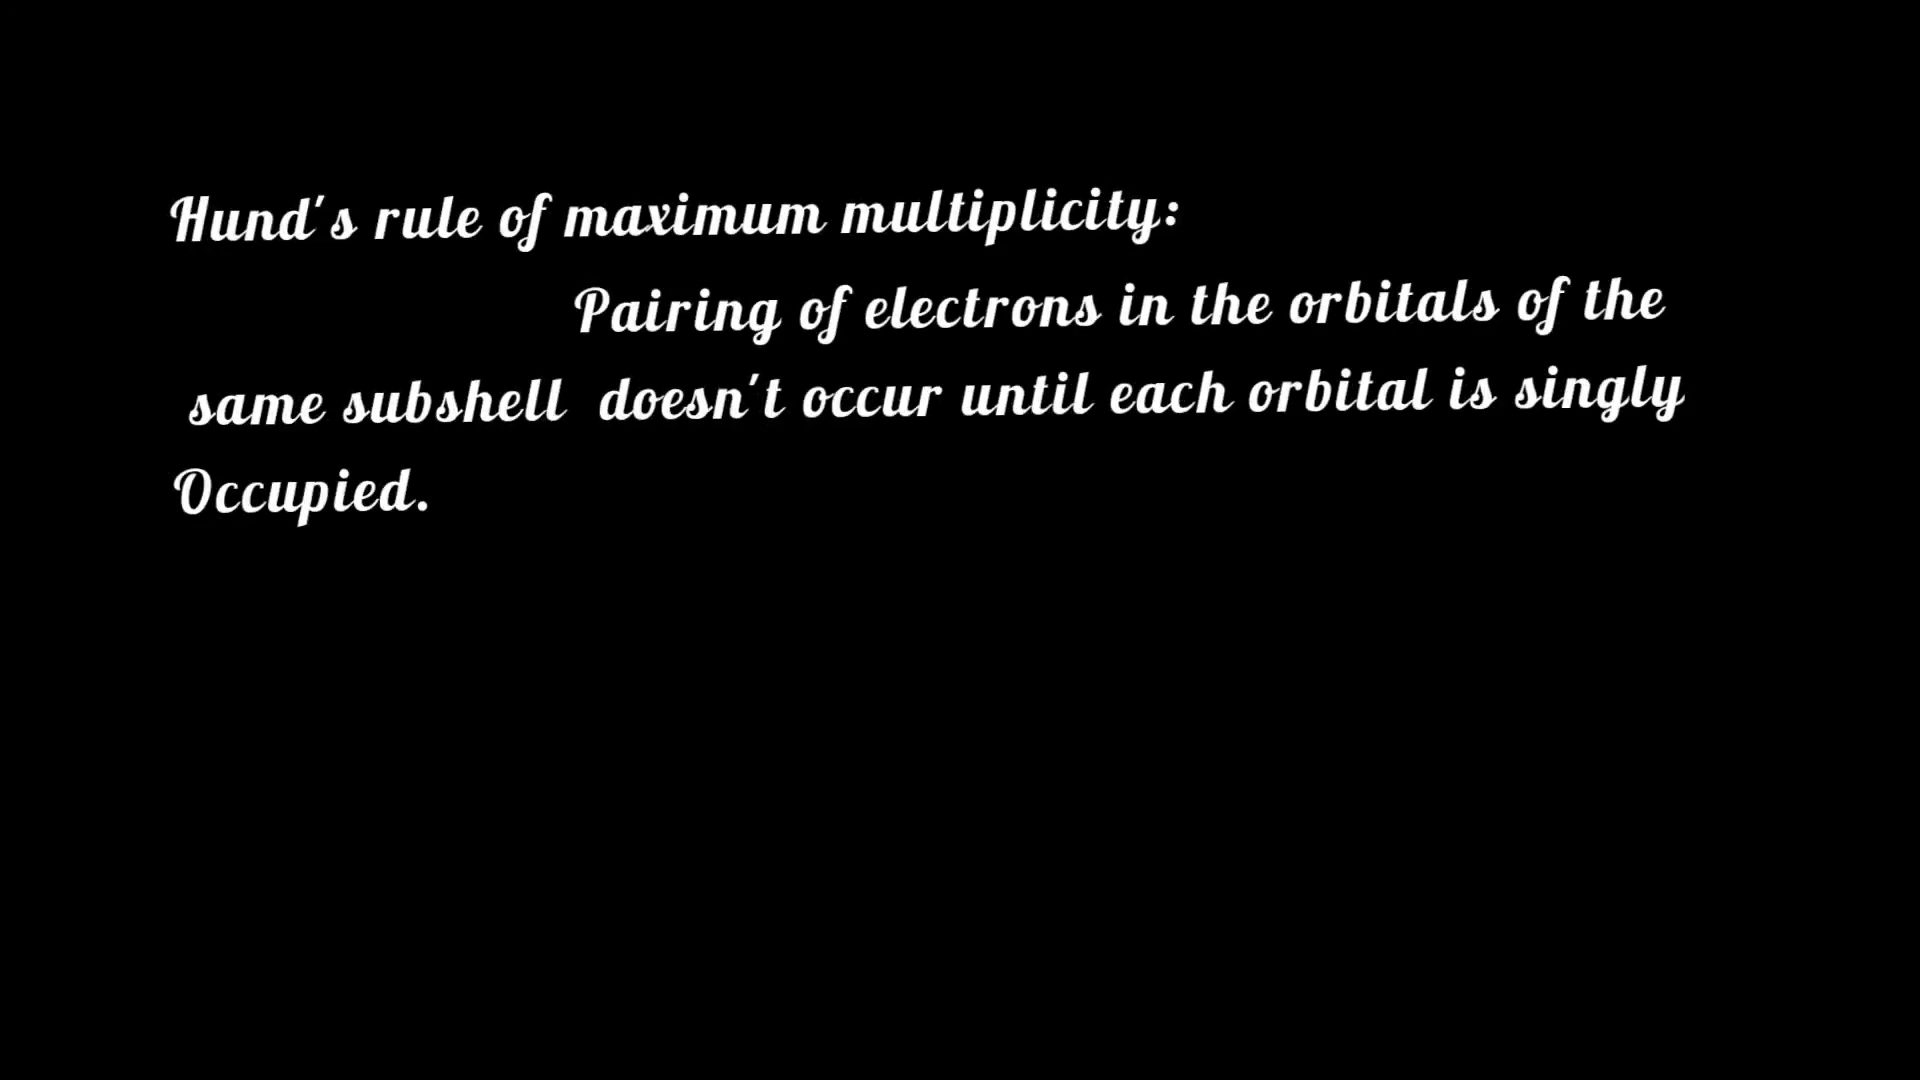 Hund's rule of maximum multiplicity:
Pairing of electrons in the orbitals of the
same subshell doesn't occur until each orbital is singly
Occupied.